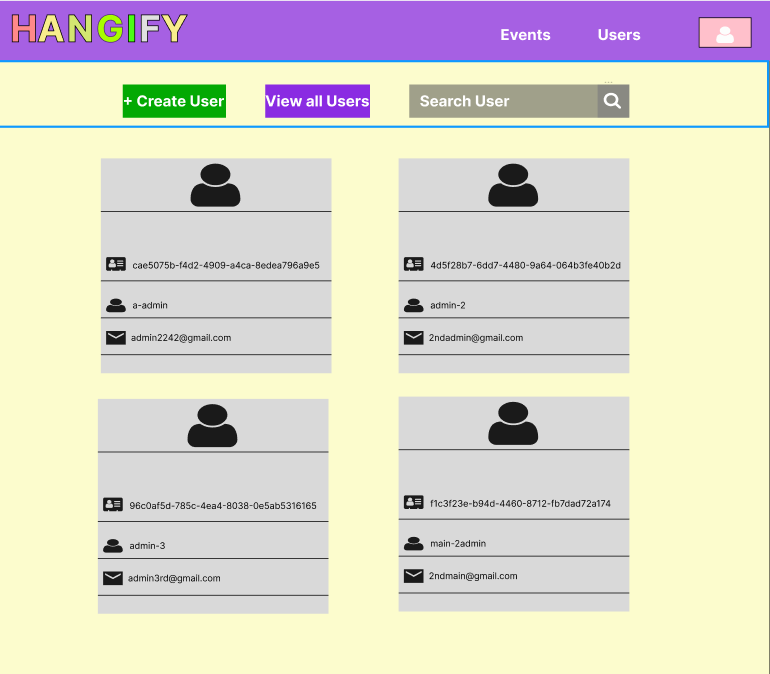 HANGIFY
Events
Users
+ Create User
View all Users
Search User
...
cae5075b-f4d2-4909-a4ca-8edea796a9e5
a-admin
admin2242@gmail.com
4d5f28b7-6dd7-4480-9a64-064b3fe40b2d
admin-2
2ndadmin@gmail.com
96c0af5d-785c-4ea4-8038-0e5ab5316165
admin-3
admin3rd@gmail.com
f1c3f23e-b94d-4460-8712-fb7dad72a174
main-2admin
2ndmain@gmail.com